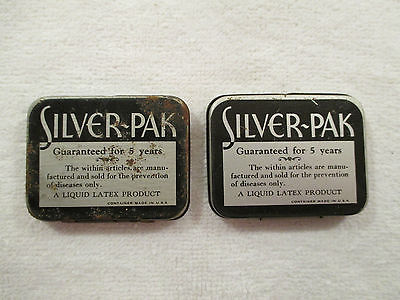 SILVER-PAK
Guaranteed for 5 years
The within articles are manu-
factured and sold for the prevention
of diseases only.
A LIQUID LATEX PRODUCT
CONTAINER MADE IN U.S.A.
SILVER-PAK
Guaranteed for 5 years
The within articles are manu-
factured and sold for the prevention
of diseases only.
A LIQUID LATEX PRODUCT
CONTAINER MADE IN U.S.A.